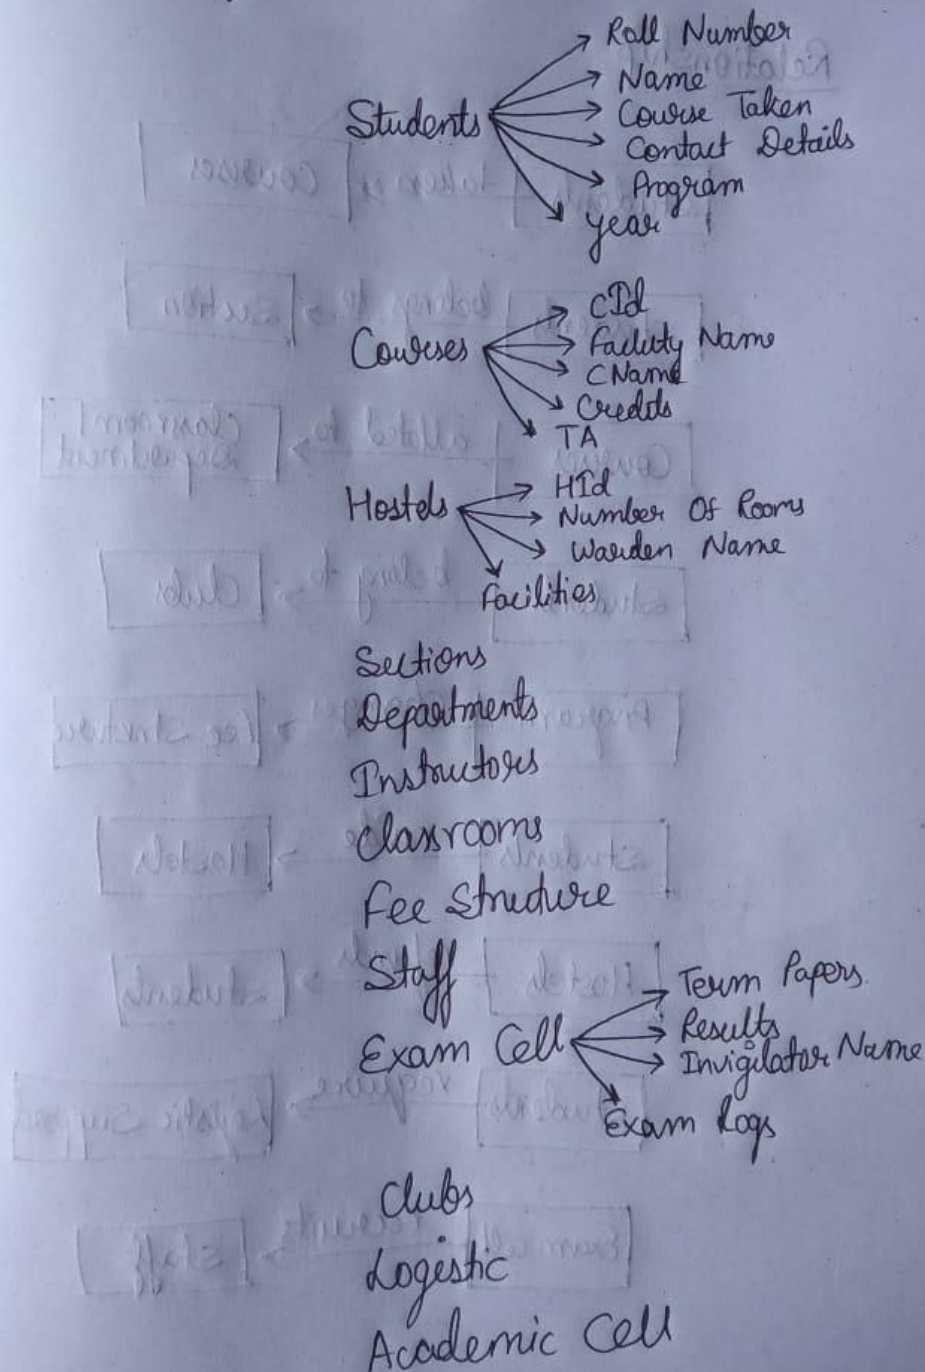 Roll Number
Name
Course Taken
Students
Contact Details
Program
Year
CId
Faculty Name
Courses
CName
Credits
TA
HId
Hostels
Number Of Rooms
Warden Name
Facilities
Sections
Departments
Instructors
Classrooms
Fee Structure
Staff
Term Papers
Results
Exam Cell
Invigilator Name
Exam Logs
Clubs
Logistic
Academic Cell